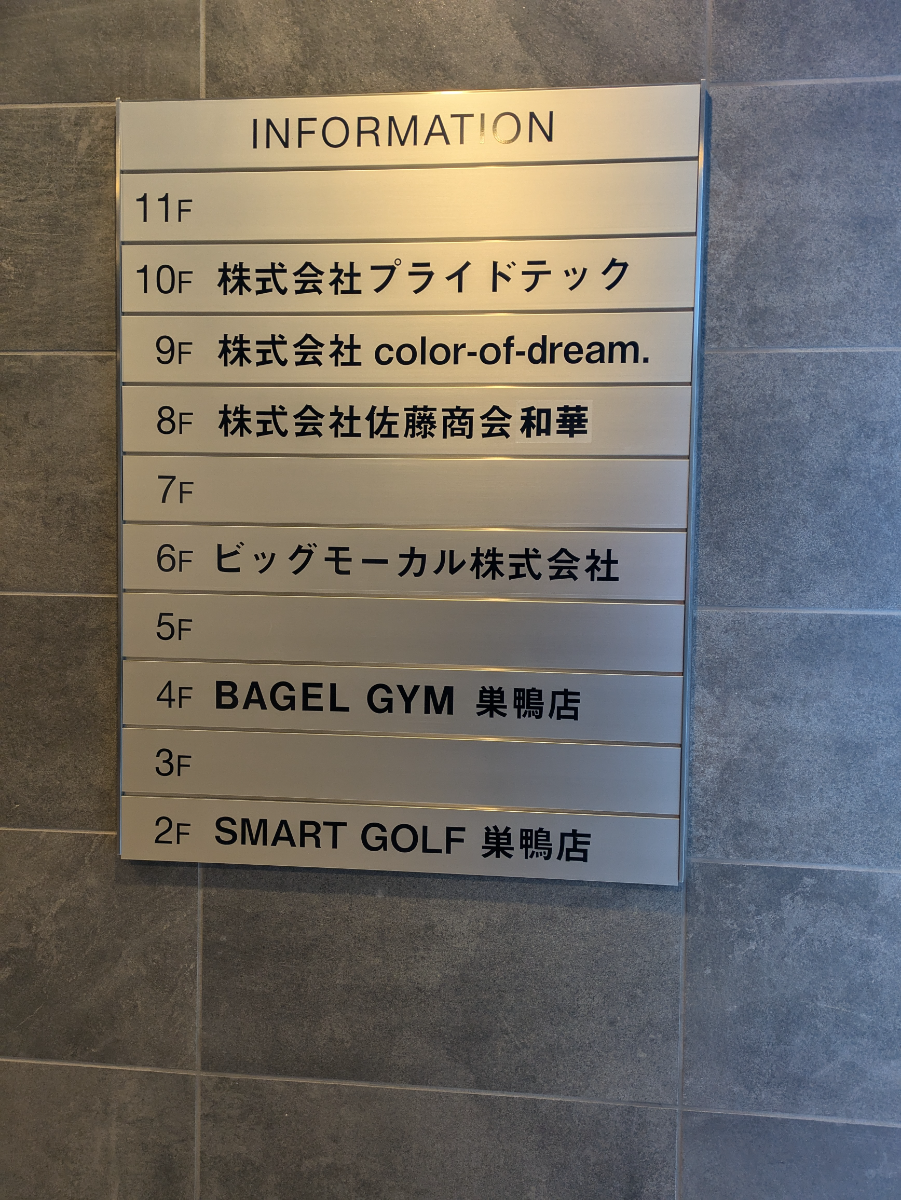 INFORMATION
11F
10F 株式会社プライドテック
9F 株式会社 color-of-dream.
8F 株式会社佐藤商会和華
7F
6F ビッグモーカル株式会社
5F
4F BAGEL GYM 巣鴨店
3F
2F SMART GOLF 巣鴨店